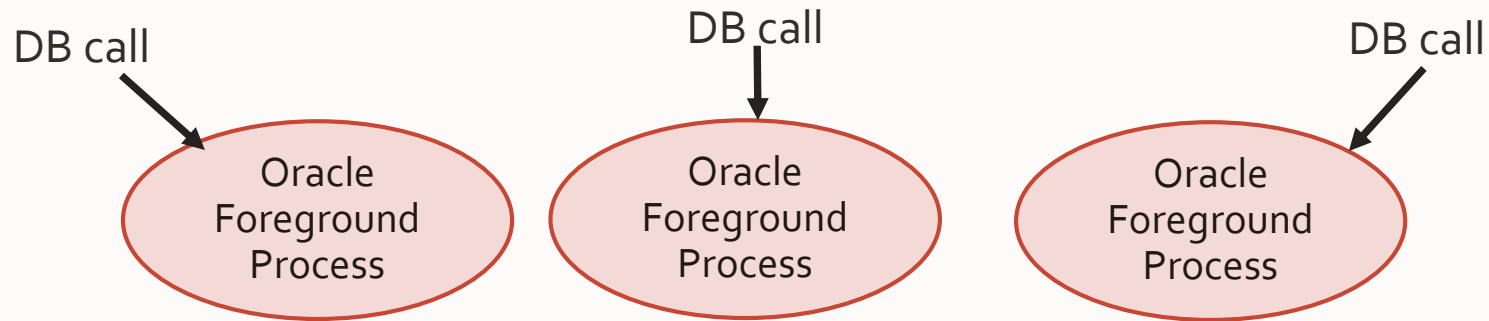 DB call
DB call
DB call
Oracle
Foreground
Process
Oracle
Foreground
Process
Oracle
Foreground
Process